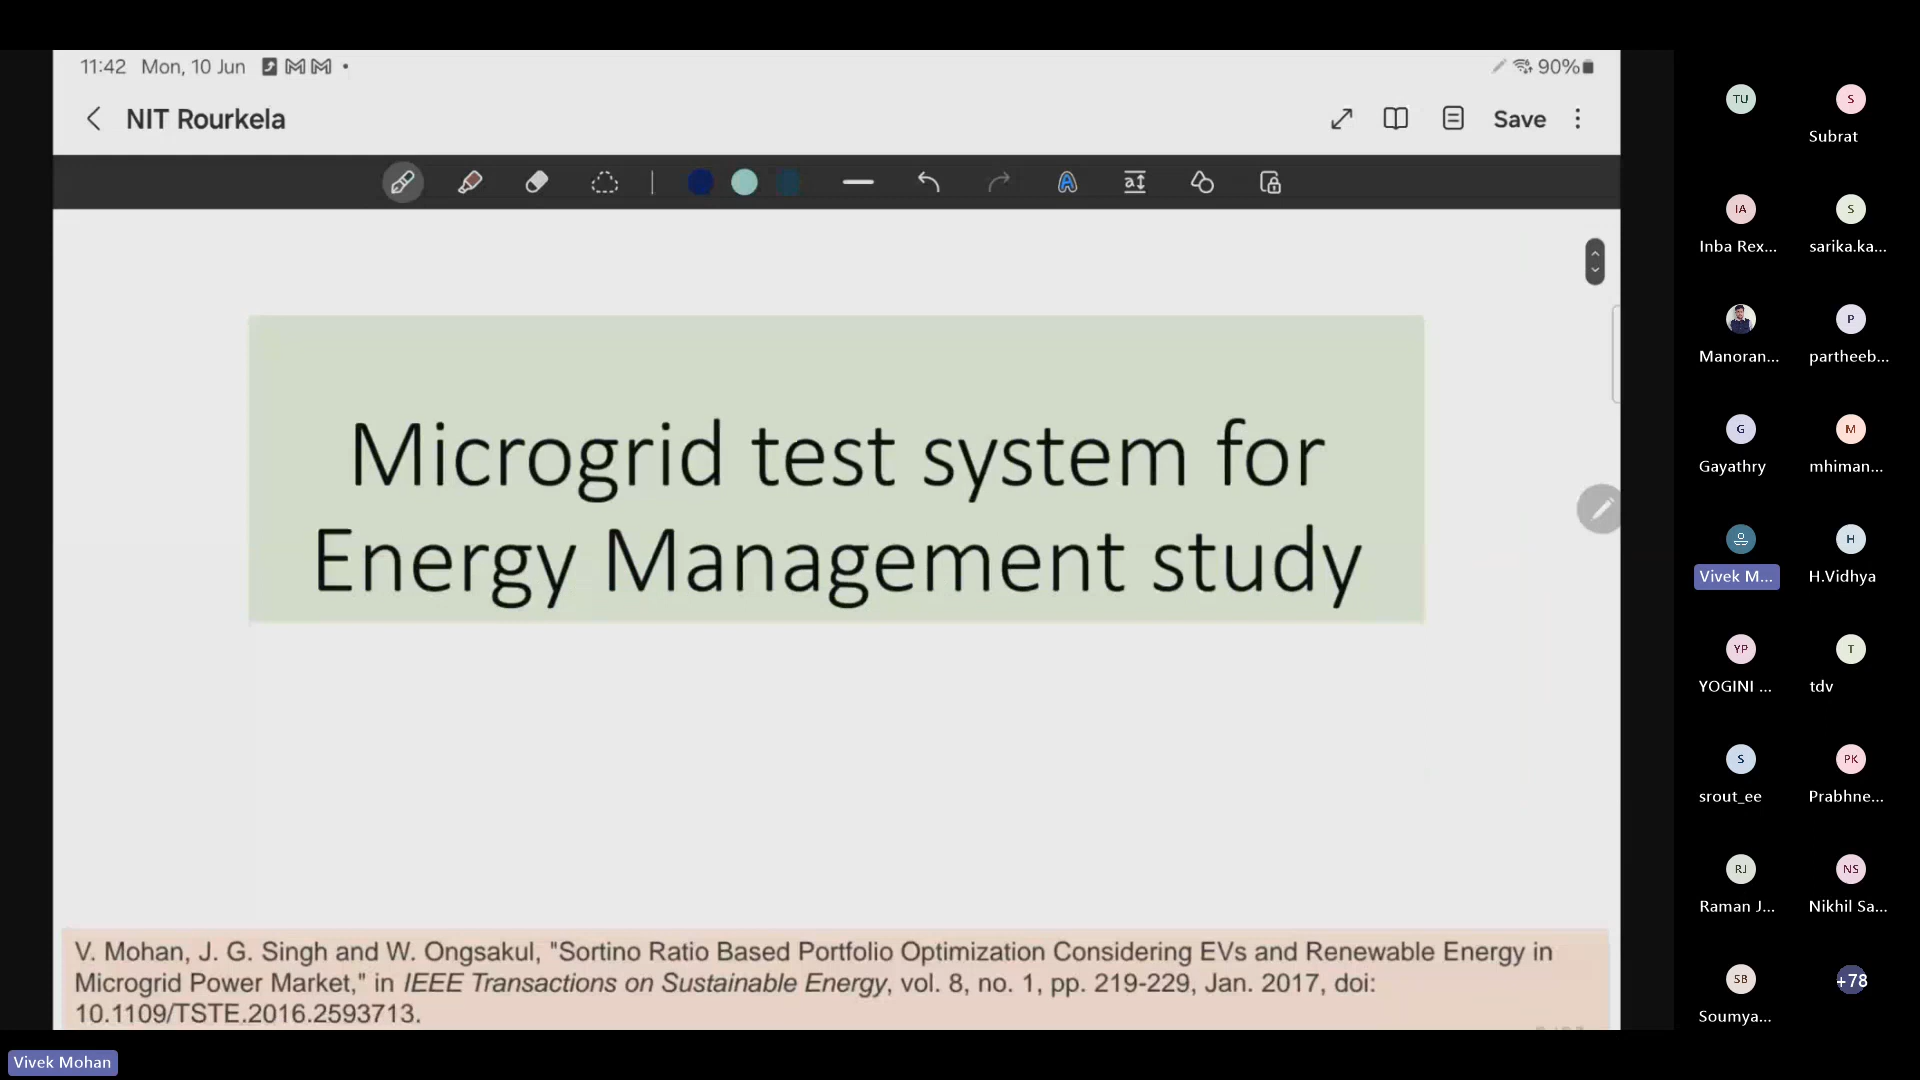 11:42 Mon, 10 Jun
90%
NIT Rourkela
Save
Microgrid test system for
Energy Management study
V. Mohan, J. G. Singh and W. Ongsakul, "Sortino Ratio Based Portfolio Optimization Considering EVs and Renewable Energy in
Microgrid Power Market," in IEEE Transactions on Sustainable Energy, vol. 8, no. 1, pp. 219-229, Jan. 2017, doi:
10.1109/TSTE.2016.2593713.
TU
S
Subrat
IA
S
Inba Rex...
sarika.ka...
P
Manoran...
partheeb...
G
M
Gayathry
mhiman...
H
Vivek M...
H.Vidhya
YP
T
YOGINI ...
tdv
S
PK
srout_ee
Prabhne...
RJ
NS
Raman J...
Nikhil Sa...
SB
+78
Soumya...
Vivek Mohan